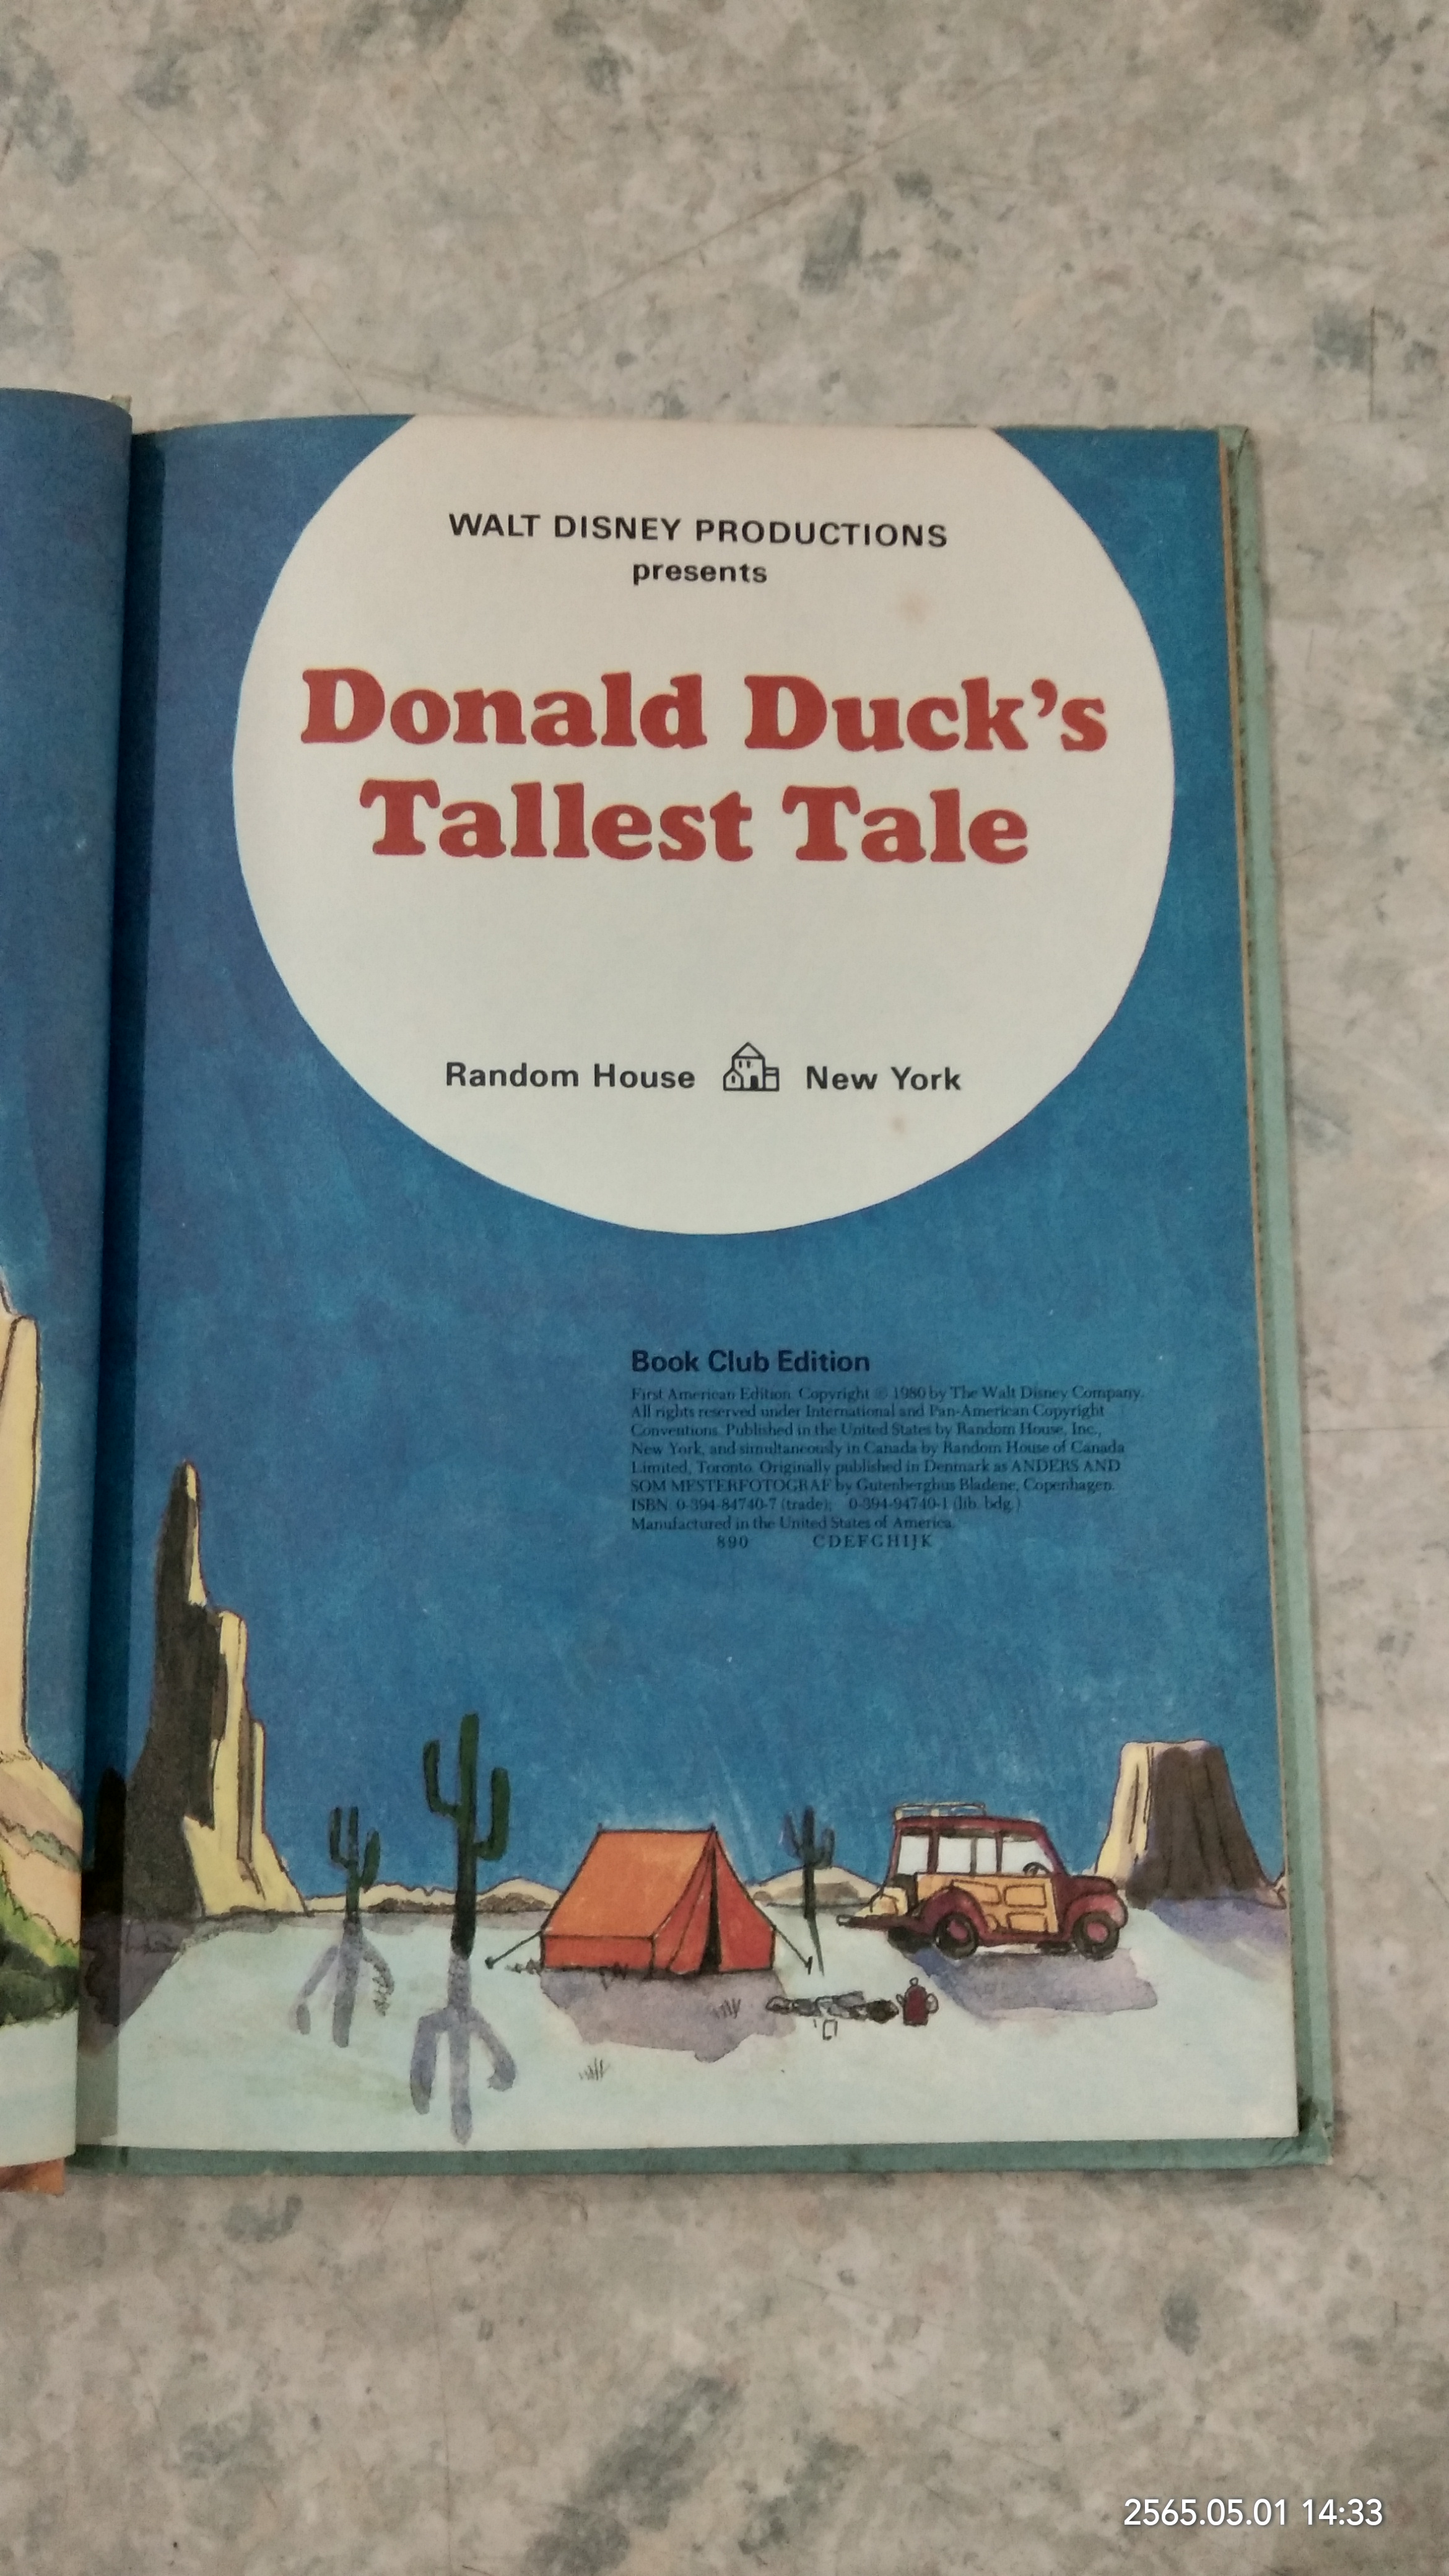 WALT DISNEY PRODUCTIONS
presents
Donald Duck's
Tallest Tale
Random House New York
Book Club Edition
First American Edition. Copyright © 1980 by The Walt Disney Company.
All rights reserved under International and Pan-American Copyright
Conventions. Published in the United States by Random House, Inc.,
New York, and simultaneously in Canada by Random House of Canada
Limited, Toronto. Originally published in Denmark as ANDERS AND
SOM MESTERFOTOGRAF by Gutenberghus Bladene, Copenhagen.
ISBN: 0-394-84740-7 (trade); 0-394-94740-1 (lib. bdg.)
Manufactured in the United States of America.
890 CDEFGHIJK
2565.05.01 14:33